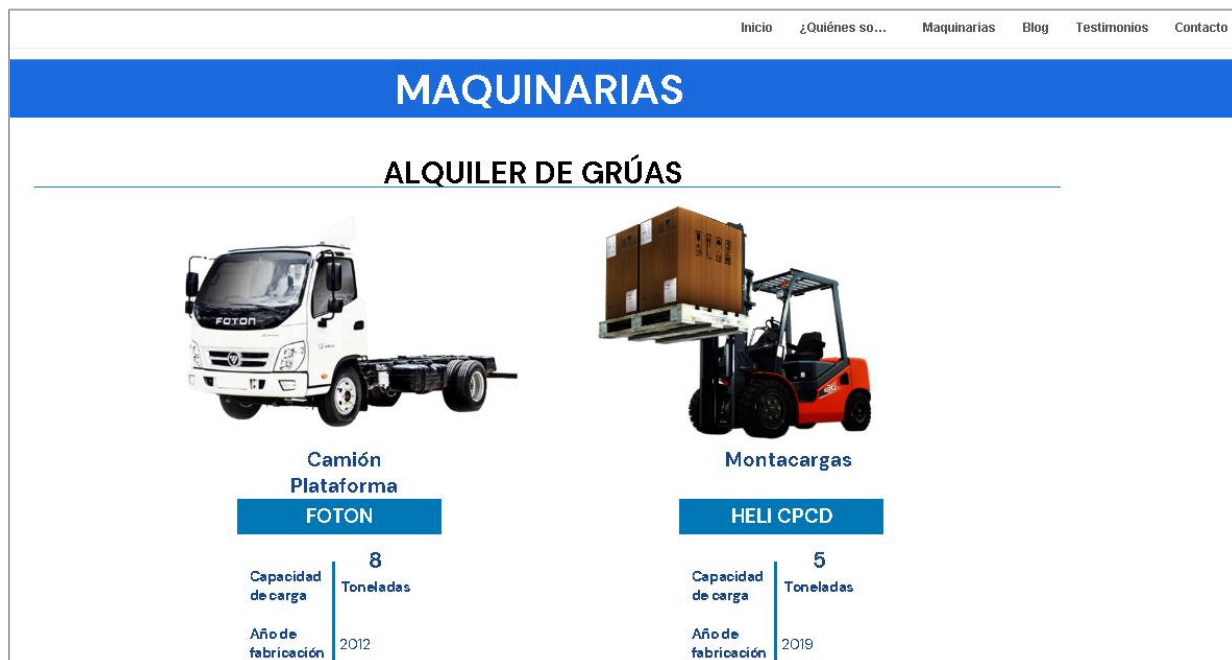 Inicio ¿Quiénes so... Maquinarias Blog Testimonios Contacto
MAQUINARIAS
ALQUILER DE GRÚAS
FOTON
Camión
Plataforma
FOTON
Capacidad
de carga
8
Toneladas
Año de
fabricación
2012
Montacargas
HELI CPCD
Capacidad
de carga
5
Toneladas
Año de
fabricación
2019